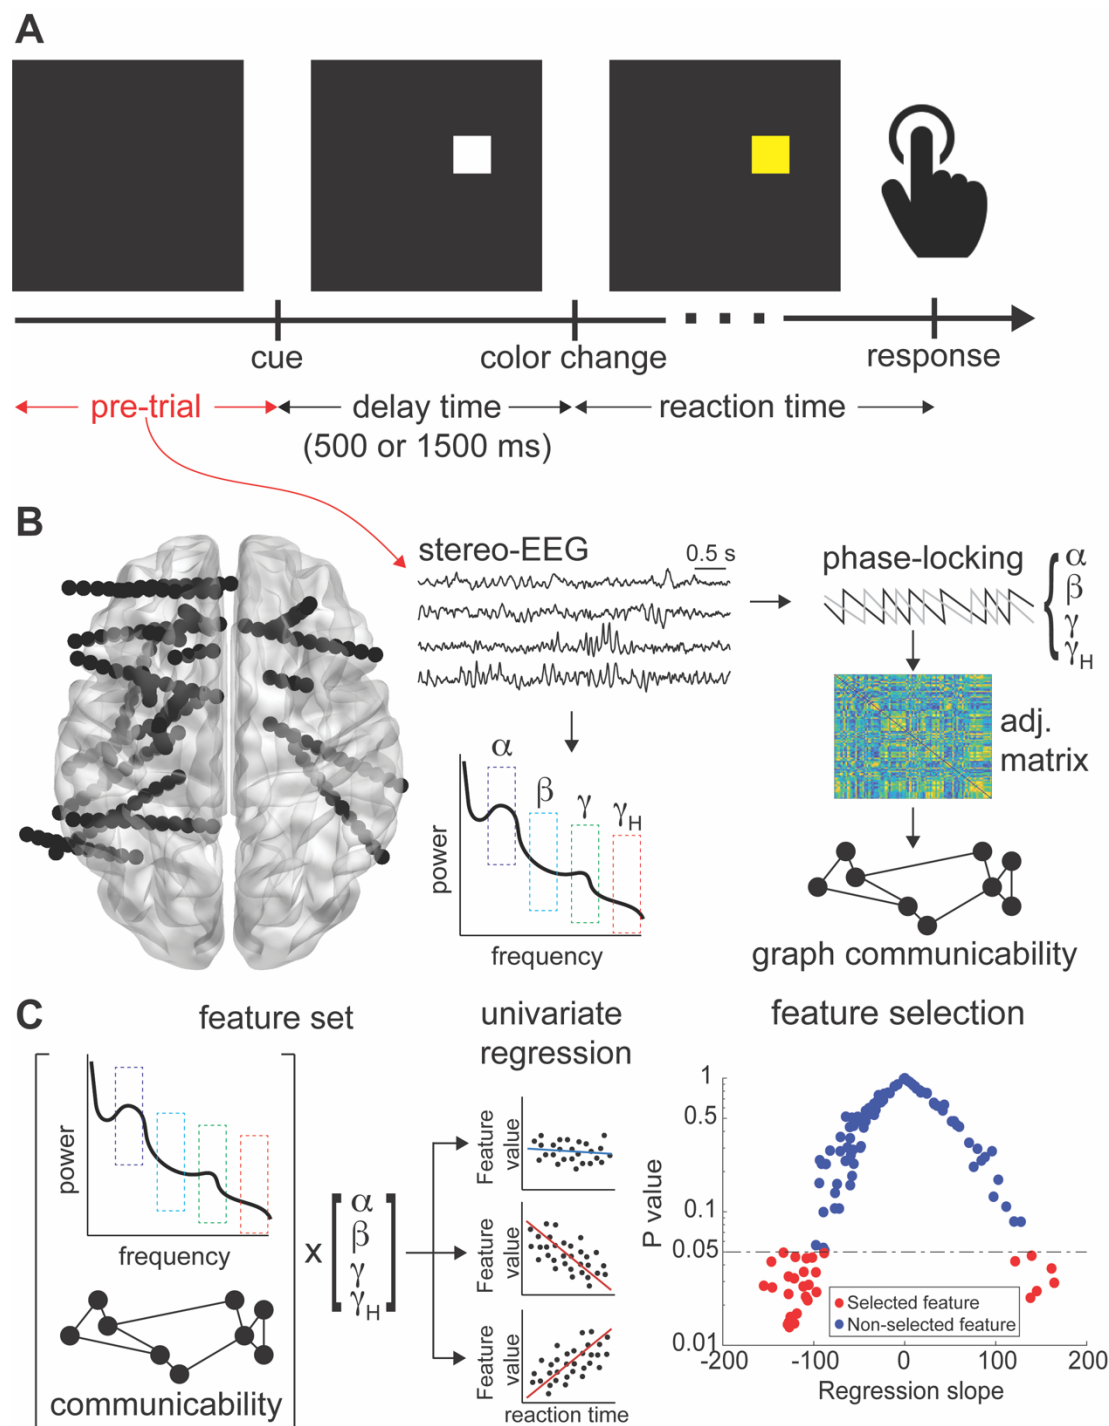 A
cue
color change
response
pre-trial
delay time
(500 or 1500 ms)
reaction time
B
stereo-EEG
0.5 s
phase-locking
α
β
γ
γH
adj.
matrix
α
β
γ
γH
power
frequency
graph communicability
C
feature set
univariate
regression
feature selection
power
frequency
communicability
x
α
β
γ
γH
Feature
value
Feature
value
Feature
value
reaction time
P value
1
0.5
0.1
0.05
0.01
Selected feature
Non-selected feature
-200
-100
0
100
200
Regression slope